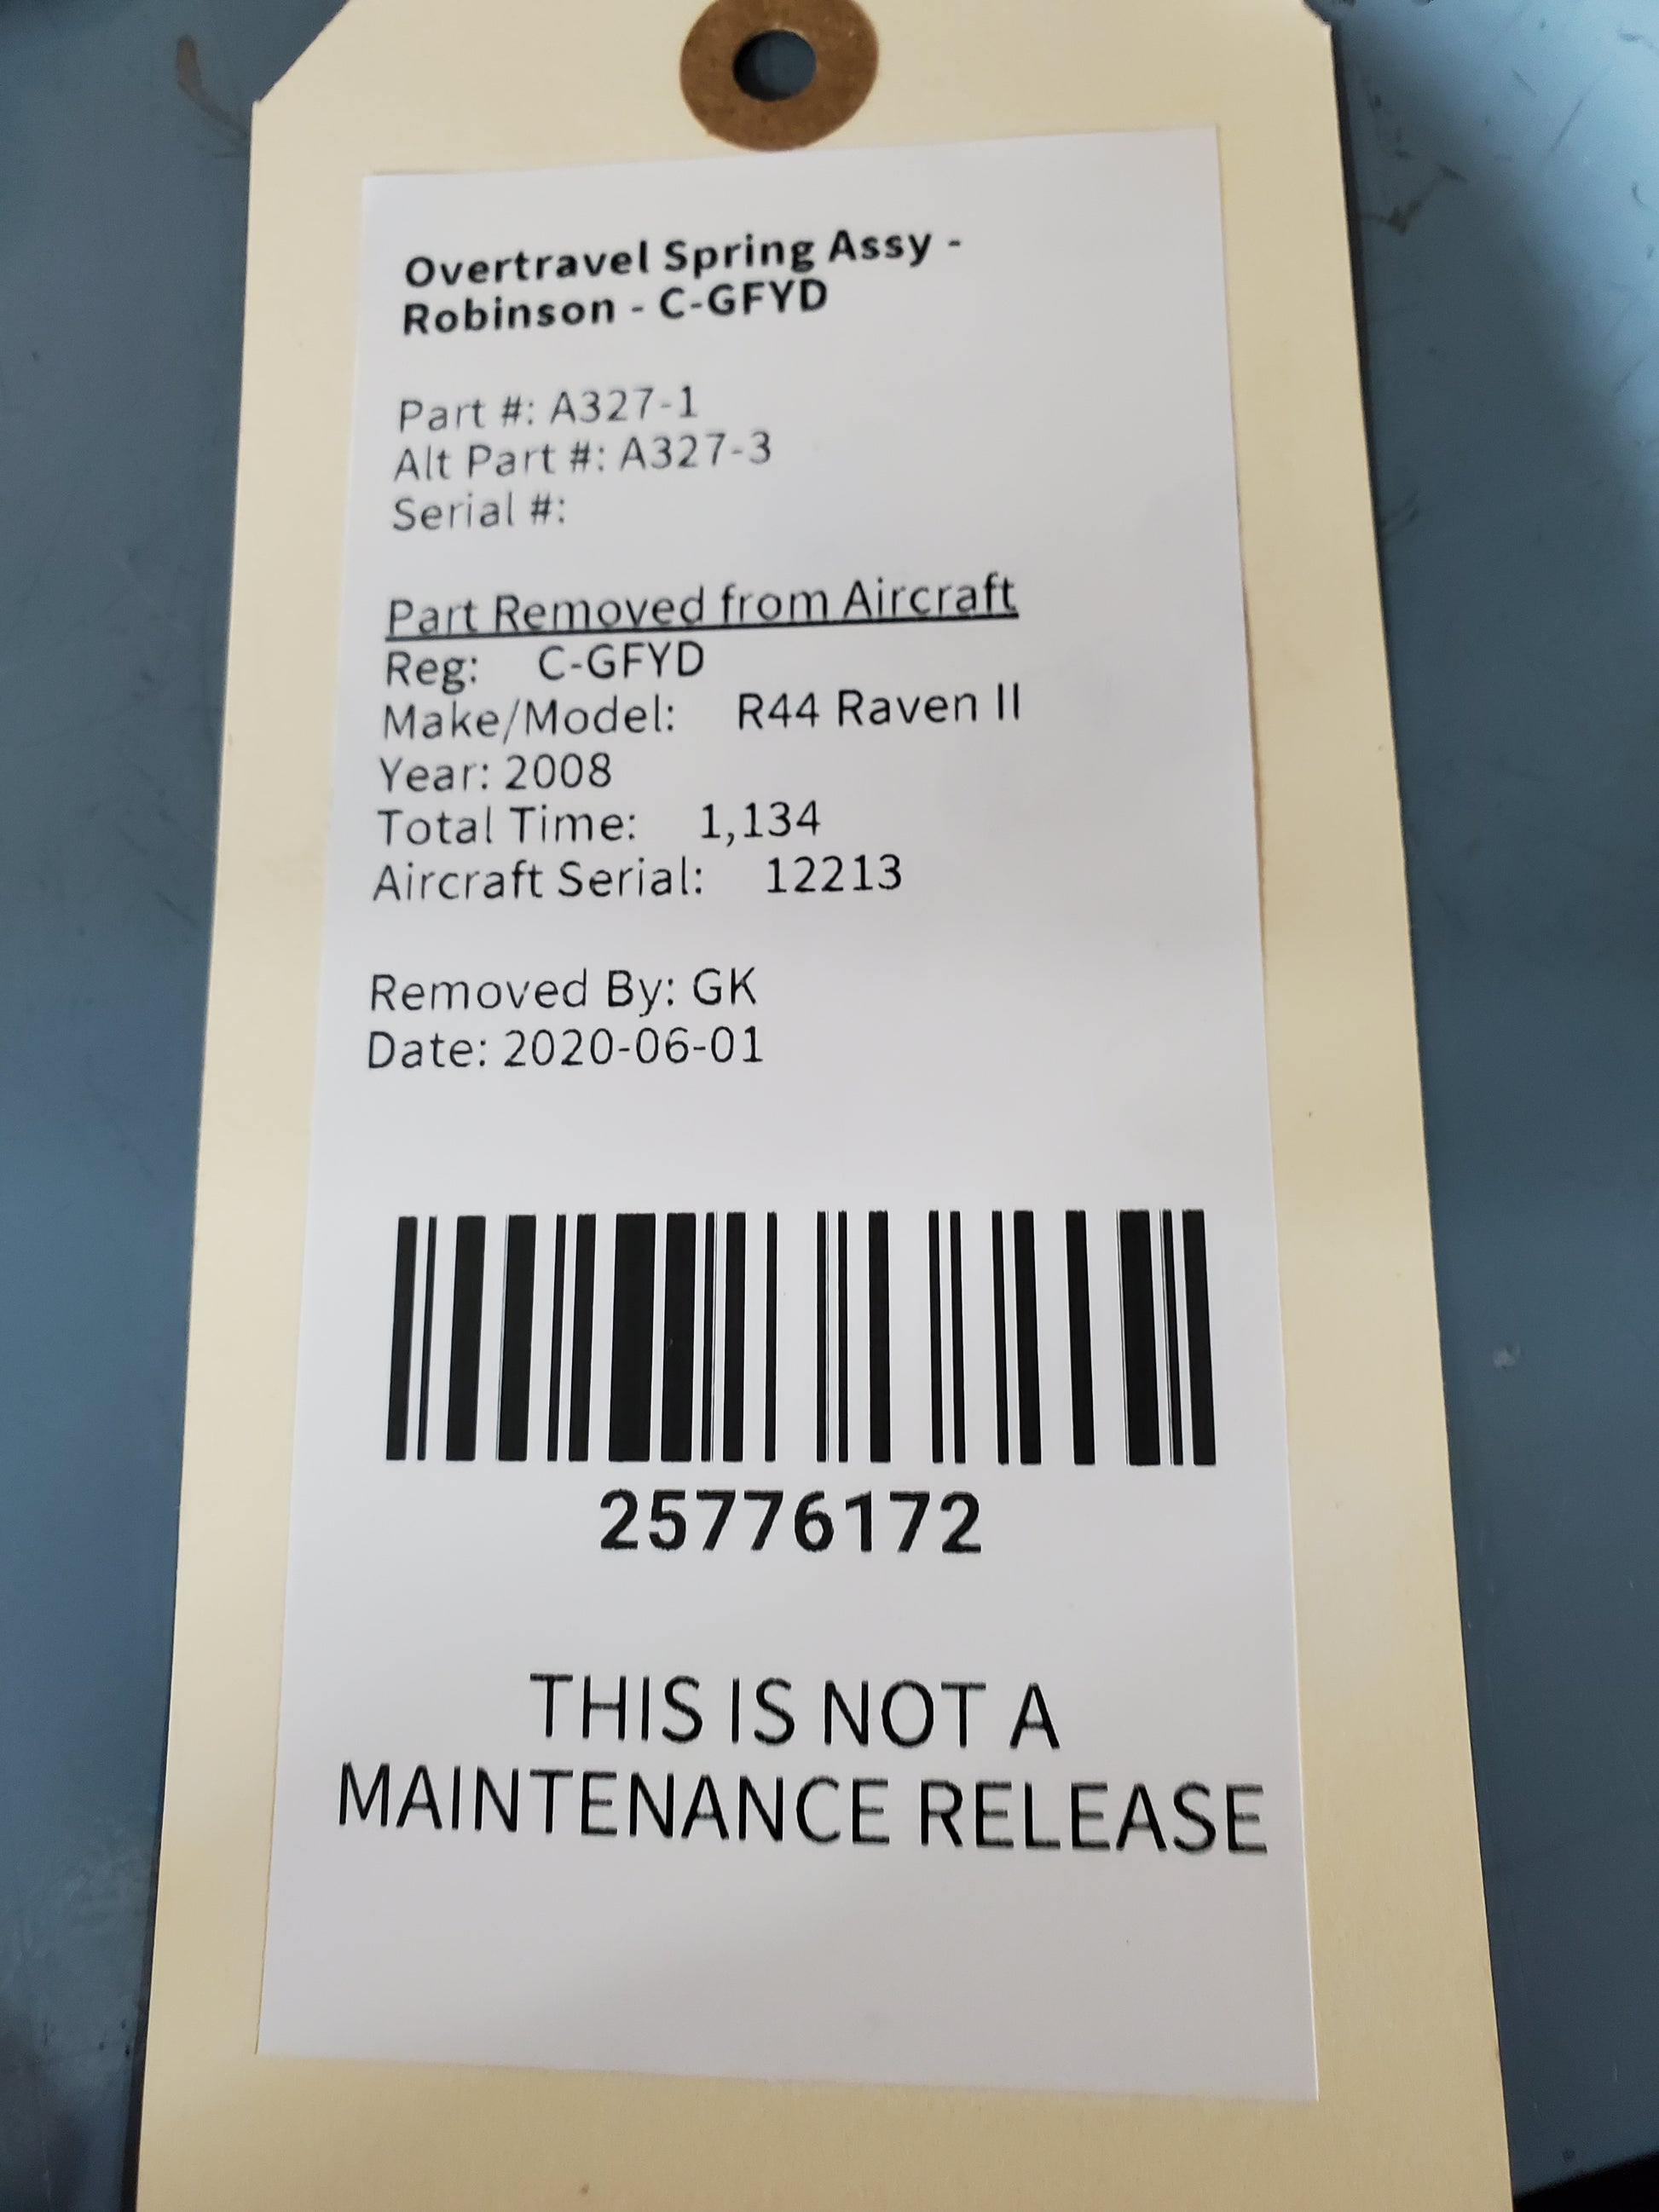 Overtravel Spring Assy -
Robinson - C-GFYD
Part #: A327-1
Alt Part #: A327-3
Serial #:
Part Removed from Aircraft
Reg: C-GFYD
Make/Model: R44 Raven II
Year: 2008
Total Time: 1,134
Aircraft Serial: 12213
Removed By: GK
Date: 2020-06-01
25776172
THIS IS NOT A
MAINTENANCE RELEASE